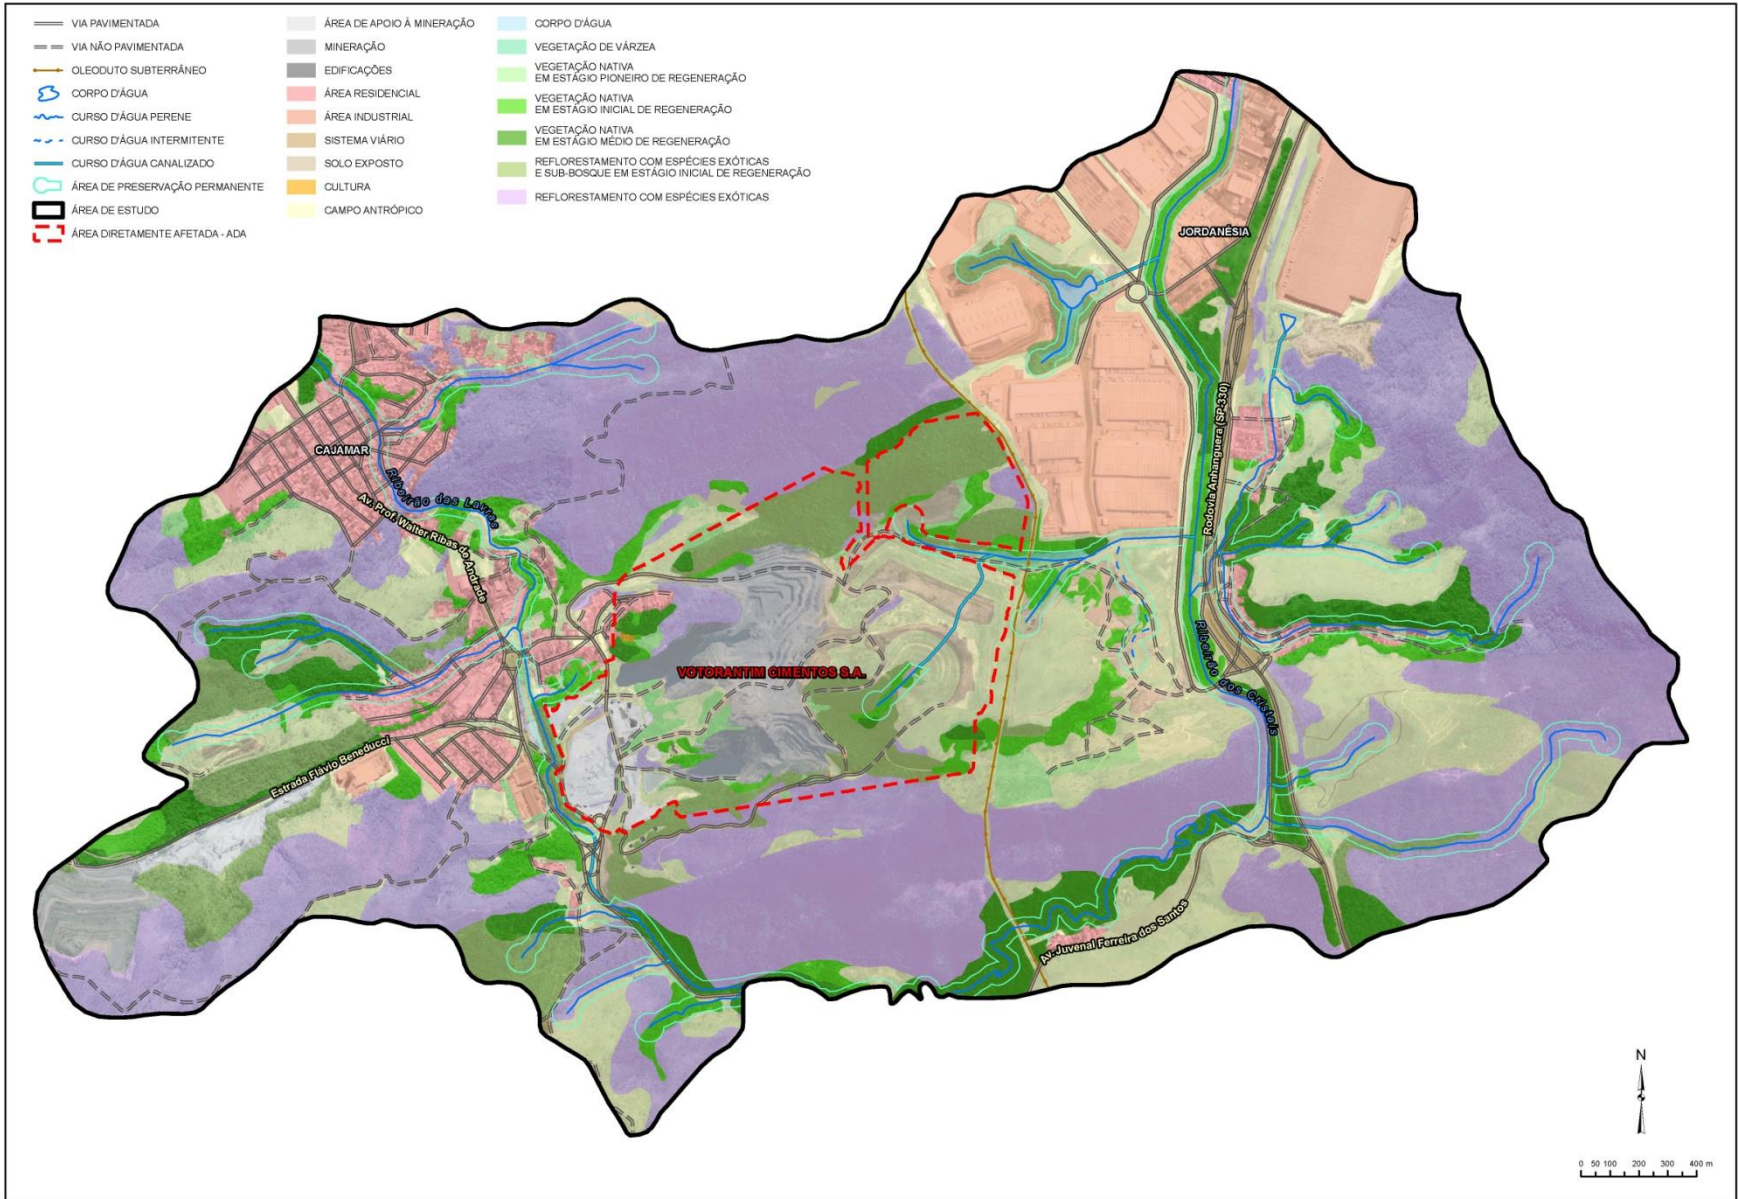 VIA PAVIMENTADA
VIA NÃO PAVIMENTADA
OLEODUTO SUBTERRÂNEO
CORPO D'ÁGUA
CURSO D'ÁGUA PERENE
CURSO D'ÁGUA INTERMITENTE
CURSO D'ÁGUA CANALIZADO
ÁREA DE PRESERVAÇÃO PERMANENTE
ÁREA DE ESTUDO
ÁREA DIRETAMENTE AFETADA - ADA
ÁREA DE APOIO À MINERAÇÃO
MINERAÇÃO
EDIFICAÇÕES
ÁREA RESIDENCIAL
ÁREA INDUSTRIAL
SISTEMA VIÁRIO
SOLO EXPOSTO
CULTURA
CAMPO ANTRÓPICO
CORPO D'ÁGUA
VEGETAÇÃO DE VÁRZEA
VEGETAÇÃO NATIVA
EM ESTÁGIO PIONEIRO DE REGENERAÇÃO
VEGETAÇÃO NATIVA
EM ESTÁGIO INICIAL DE REGENERAÇÃO
VEGETAÇÃO NATIVA
EM ESTÁGIO MÉDIO DE REGENERAÇÃO
REFLORESTAMENTO COM ESPÉCIES EXÓTICAS
E SUB-BOSQUE EM ESTÁGIO INICIAL DE REGENERAÇÃO
REFLORESTAMENTO COM ESPÉCIES EXÓTICAS
JORDANÉSIA
Rodovia Anhanguera (SP-330)
CAJAMAR
Ribeirão das Lavras
Av. Prof. Walter Ribas de Andrade
VOTORANTIM CIMENTOS S.A.
Ribeirão dos Cristais
Estrada Flávio Beneducci
Av. Juvenal Ferreira dos Santos
N
0 50 100 200 300 400 m